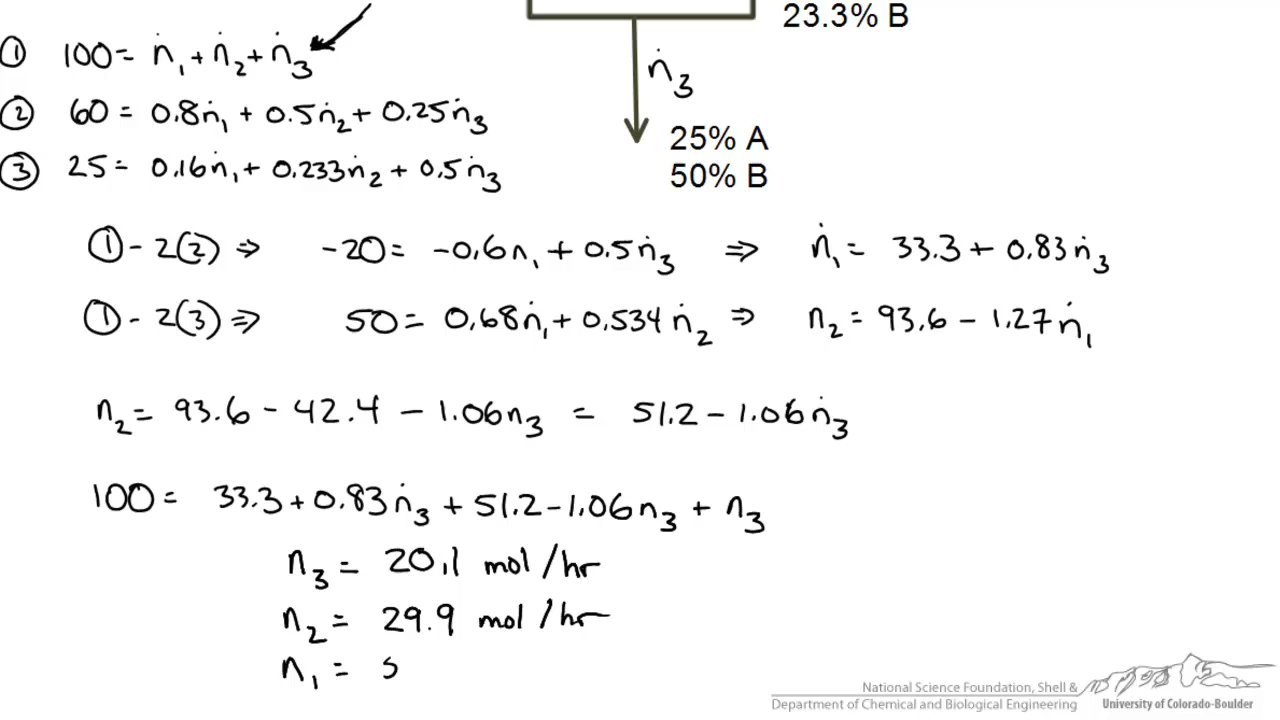 23.3% B
① 100 = ṅ₁ + ṅ₂ + ṅ₃
ṅ₃
② 60 = 0.8ṅ₁ + 0.5ṅ₂ + 0.25ṅ₃
25% A
③ 25 = 0.16ṅ₁ + 0.233ṅ₂ + 0.5ṅ₃
50% B
① - 2(2) ⇒ -20 = -0.6n₁ + 0.5ṅ₃ ⇒ ṅ₁ = 33.3 + 0.83ṅ₃
① - 2(3) ⇒ 50 = 0.68ṅ₁ + 0.534ṅ₂ ⇒ n₂ = 93.6 - 1.27ṅ₁
n₂ = 93.6 - 42.4 - 1.06n₃ = 51.2 - 1.06ṅ₃
100 = 33.3 + 0.83ṅ₃ + 51.2 - 1.06n₃ + n₃
n₃ = 20.1 mol/hr
n₂ = 29.9 mol/hr
n₁ = 5
National Science Foundation, Shell &
Department of Chemical and Biological Engineering
University of Colorado-Boulder